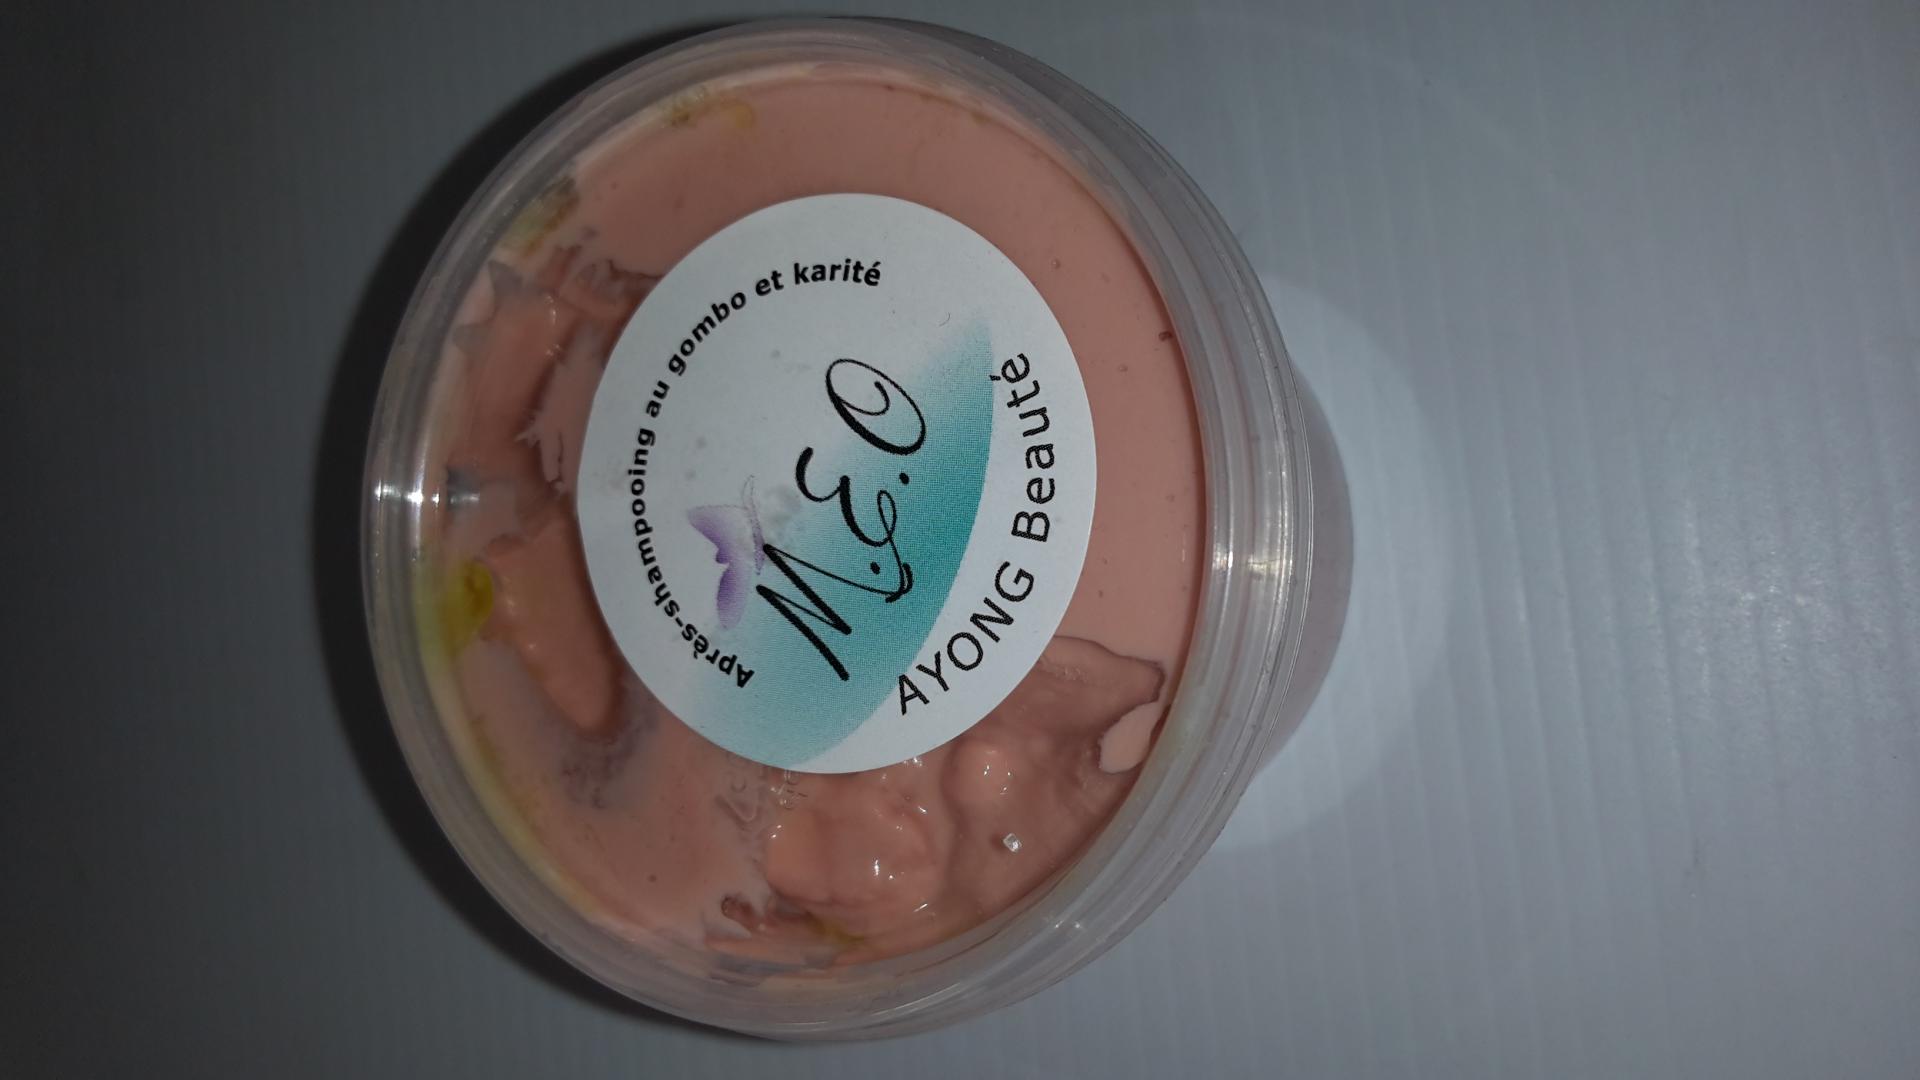 Après-shampooing au gombo et karité
M.E.O
AYONG Beauté